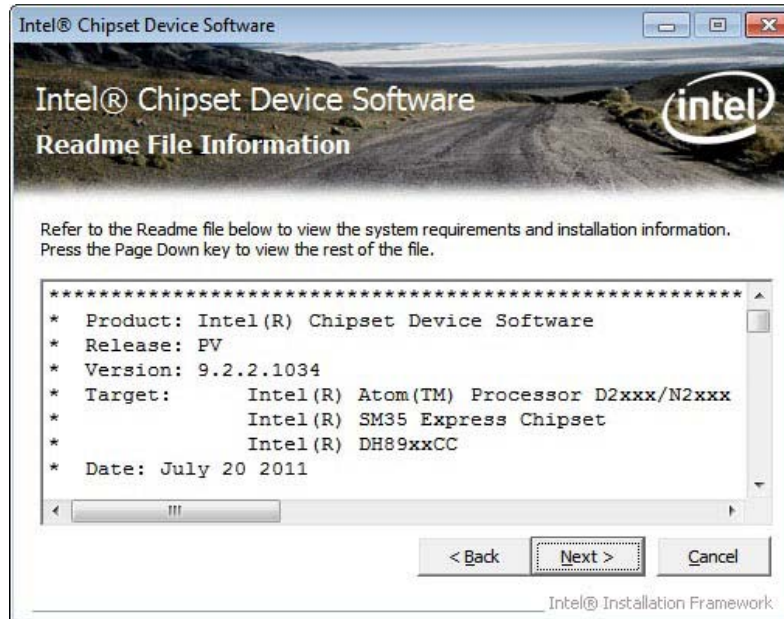 Intel® Chipset Device Software
Intel® Chipset Device Software
intel
Readme File Information
Refer to the Readme file below to view the system requirements and installation information.
Press the Page Down key to view the rest of the file.
********************************************************
* Product: Intel(R) Chipset Device Software
* Release: PV
* Version: 9.2.2.1034
* Target: Intel(R) Atom(TM) Processor D2xxx/N2xxx
* Intel(R) SM35 Express Chipset
* Intel(R) DH89xxCC
* Date: July 20 2011
< Back
Next >
Cancel
Intel® Installation Framework